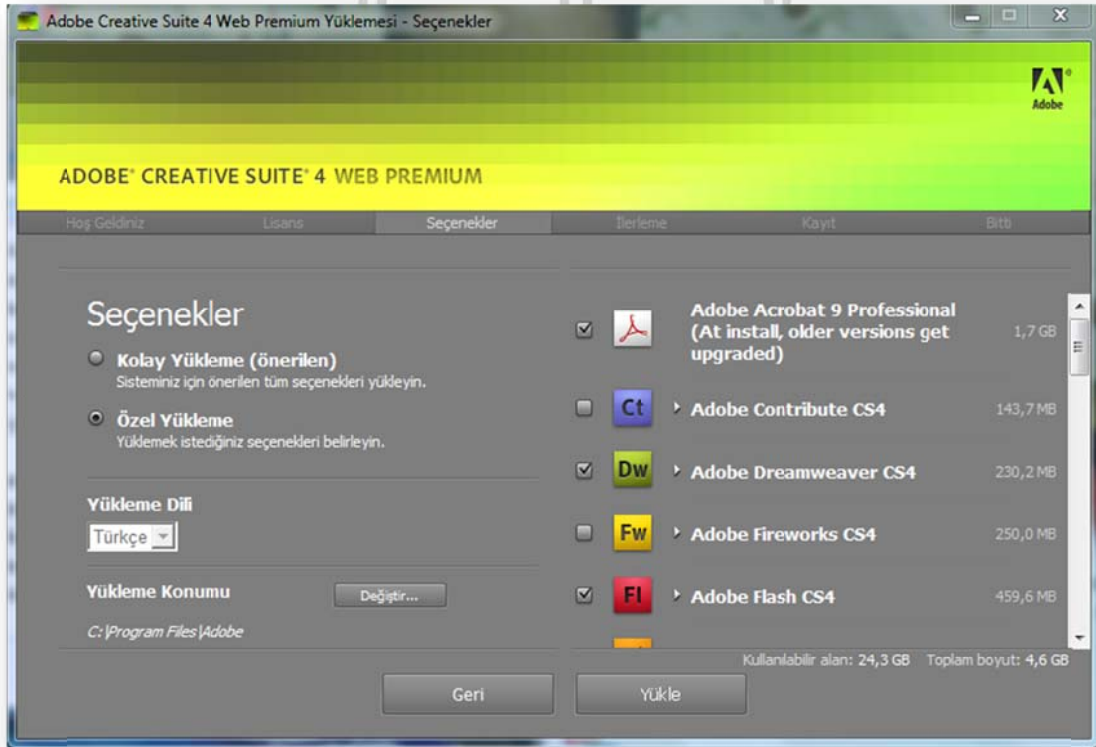 Adobe Creative Suite 4 Web Premium Yüklemesi - Seçenekler
Adobe
ADOBE® CREATIVE SUITE® 4 WEB PREMIUM
Hoş Geldiniz Lisans Seçenekler İlerleme Kayıt Bitti
Seçenekler
Kolay Yükleme (önerilen)
Sisteminiz için önerilen tüm seçenekleri yükleyin.
Özel Yükleme
Yüklemek istediğiniz seçenekleri belirleyin.
Yükleme Dili
Türkçe
Yükleme Konumu Değiştir...
C:\Program Files\Adobe
Adobe Acrobat 9 Professional
(At install, older versions get 1,7 GB
upgraded)
Ct Adobe Contribute CS4 143,7 MB
Dw Adobe Dreamweaver CS4 230,2 MB
Fw Adobe Fireworks CS4 250,0 MB
Fl Adobe Flash CS4 459,6 MB
Kullanılabilir alan: 24,3 GB Toplam boyut: 4,6 GB
Geri Yükle